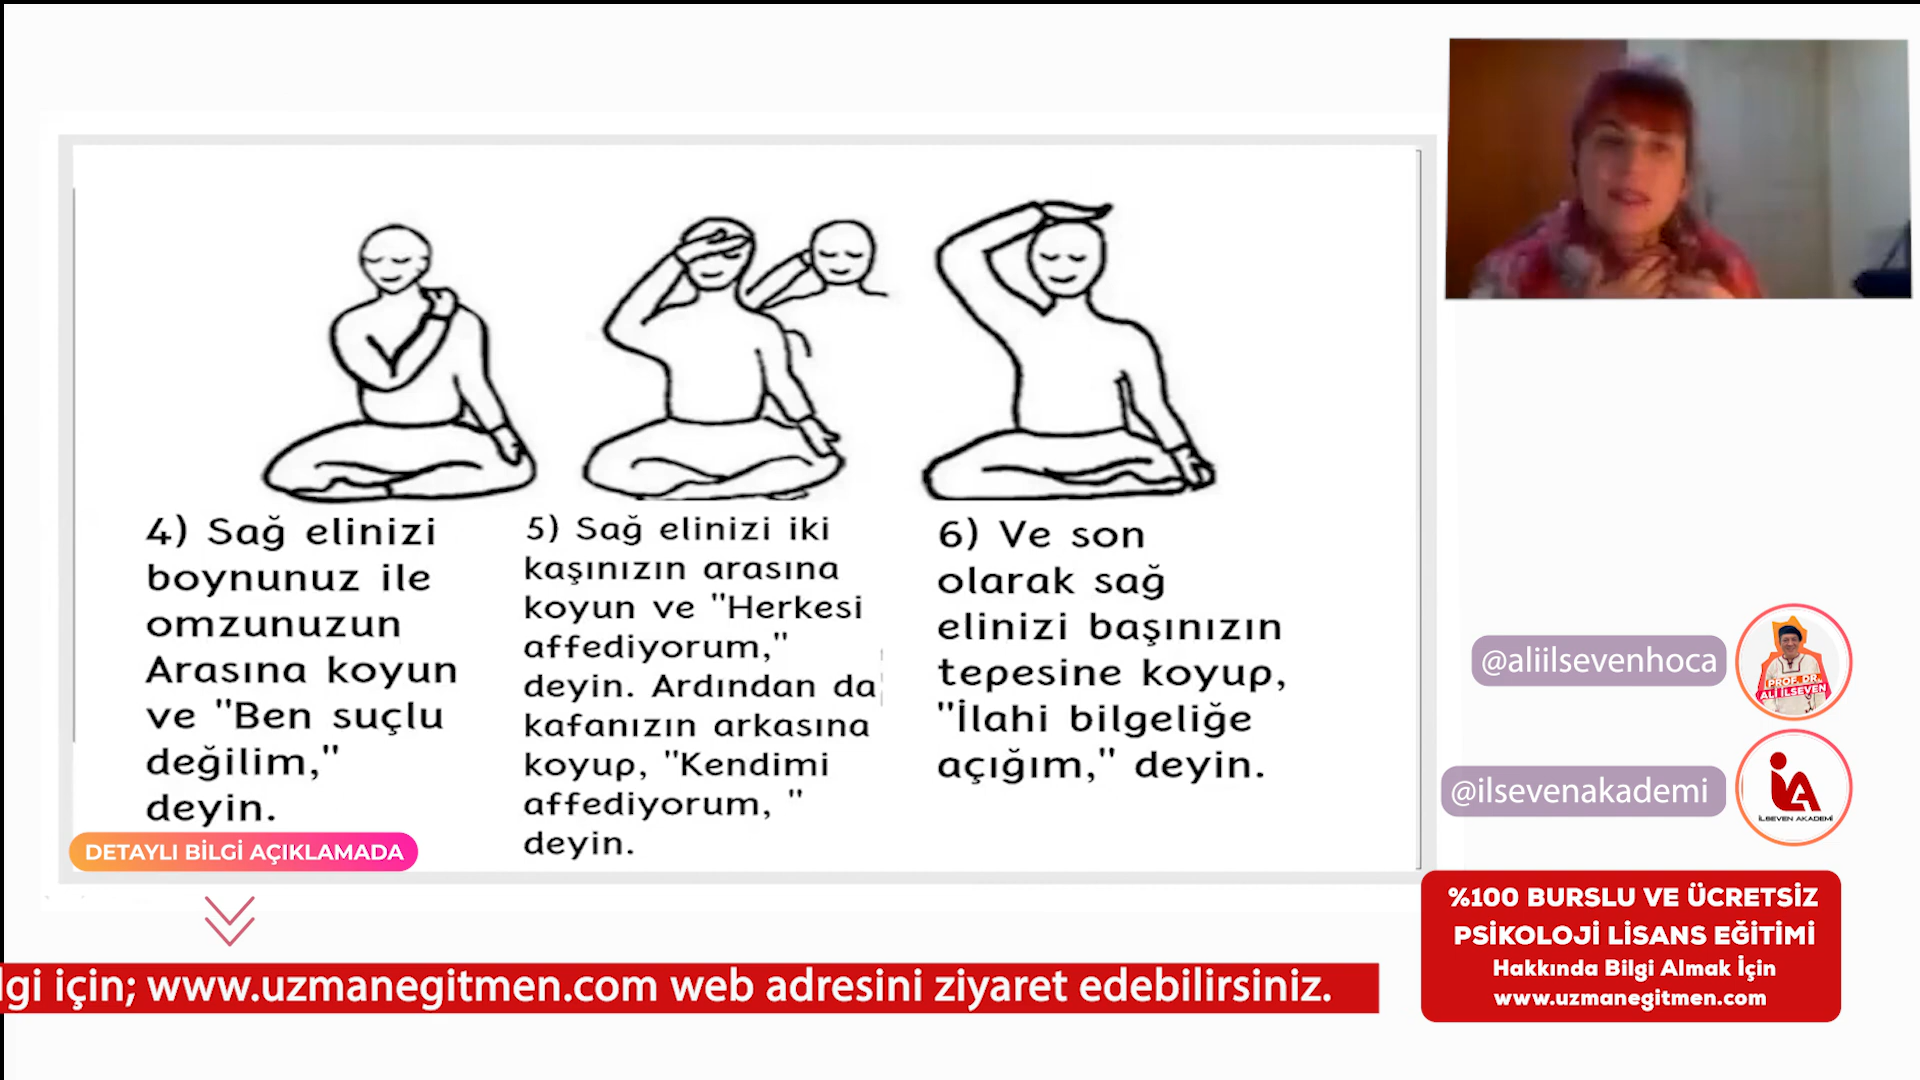 4) Sağ elinizi
boynunuz ile
omzunuzun
Arasına koyun
ve "Ben suçlu
değilim,"
deyin.
5) Sağ elinizi iki
kaşınızın arasına
koyun ve "Herkesi
affediyorum,"
deyin. Ardından da
kafanızın arkasına
koyup, "Kendimi
affediyorum, "
deyin.
6) Ve son
olarak sağ
elinizi başınızın
tepesine koyup,
"İlahi bilgeliğe
açığım," deyin.
DETAYLI BİLGİ AÇIKLAMADA
@aliilsevenhoca
PROF. DR.
ALİ İLSEVEN
@ilsevenakademi
İA
İLSEVEN AKADEMİ
%100 BURSLU VE ÜCRETSİZ
PSİKOLOJİ LİSANS EĞİTİMİ
Hakkında Bilgi Almak İçin
www.uzmanegitmen.com
lgi için; www.uzmanegitmen.com web adresini ziyaret edebilirsiniz.